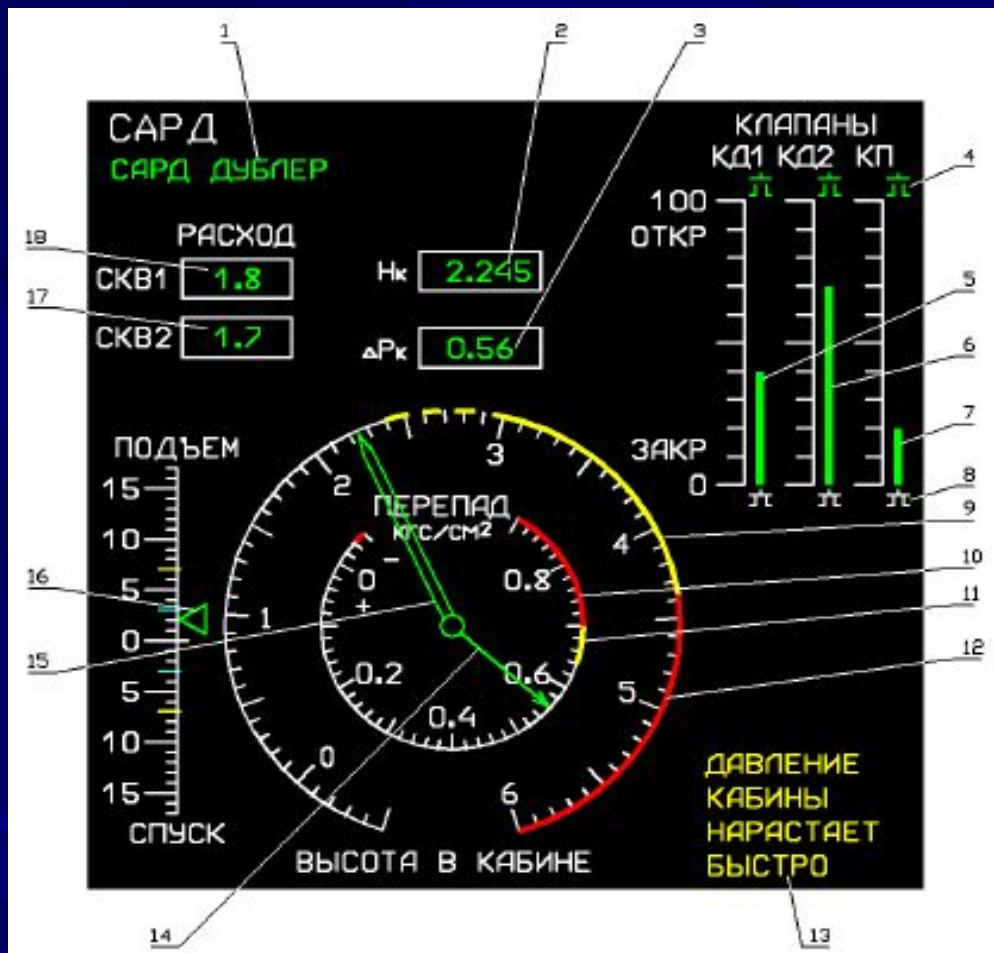 1 2 3
САРД
САРД ДУБЛЕР
КЛАПАНЫ
КД1 КД2 КП
4
100
ОТКР
ЗАКР
0
5
6
7
8
РАСХОД
18
СКВ1 1.8
17
СКВ2 1.7
Нк 2.245
ΔРк 0.56
ПОДЪЕМ
15
10
5
0
5
10
15
СПУСК
16
15
0
1
2
3
4
5
6
ПЕРЕПАД
КГС/СМ²
−
0
+
0.2
0.4
0.6
0.8
9
10
11
12
ВЫСОТА В КАБИНЕ
ДАВЛЕНИЕ
КАБИНЫ
НАРАСТАЕТ
БЫСТРО
14
13